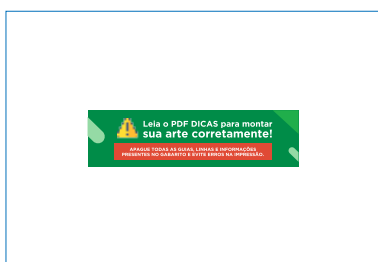 Leia o PDF DICAS para montar
sua arte corretamente!
APAGUE TODAS AS GUIAS, LINHAS E INFORMAÇÕES
PRESENTES NO GABARITO E EVITE ERROS NA IMPRESSÃO.